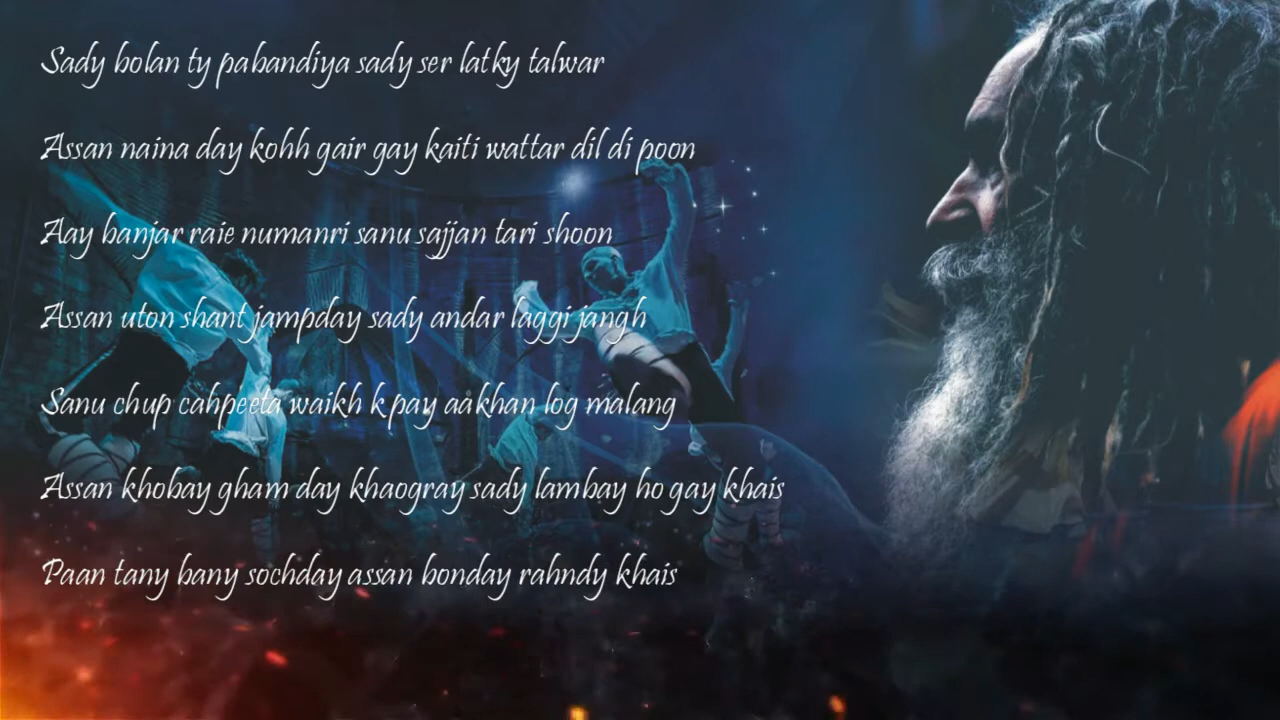 Sady bolan ty pabandiya sady ser latky talwar
Assan naina day kohh gair gay kaiti wattar dil di poon
Aay banjar raie numanri sanu sajjan tari shoon
Assan uton shant jampday sady andar laggi jangh
Sanu chup cahpeeta waikh k pay aakhan log malang
Assan khobay gham day khaogray sady lambay ho gay khais
Paan tany bany sochday assan bonday rahndy khais